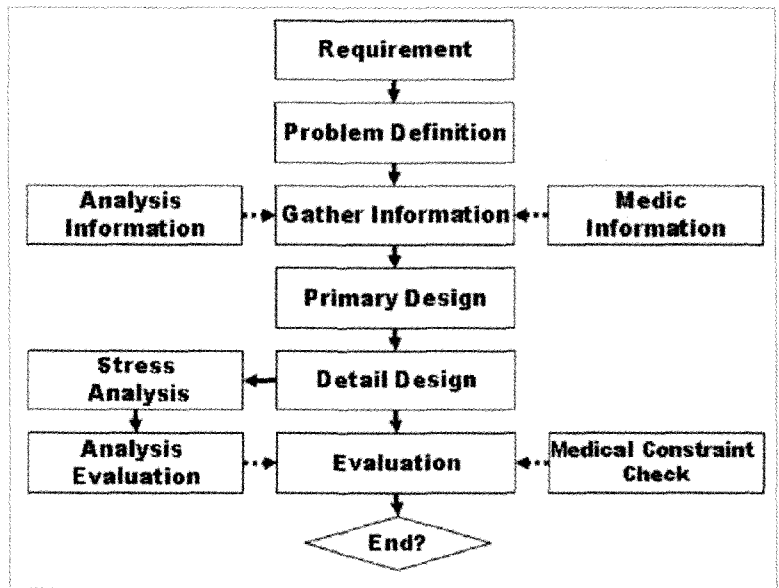 Requirement
Problem Definition
Analysis
Information
Gather Information
Medic
Information
Primary Design
Stress
Analysis
Detail Design
Analysis
Evaluation
Evaluation
Medical Constraint
Check
End?